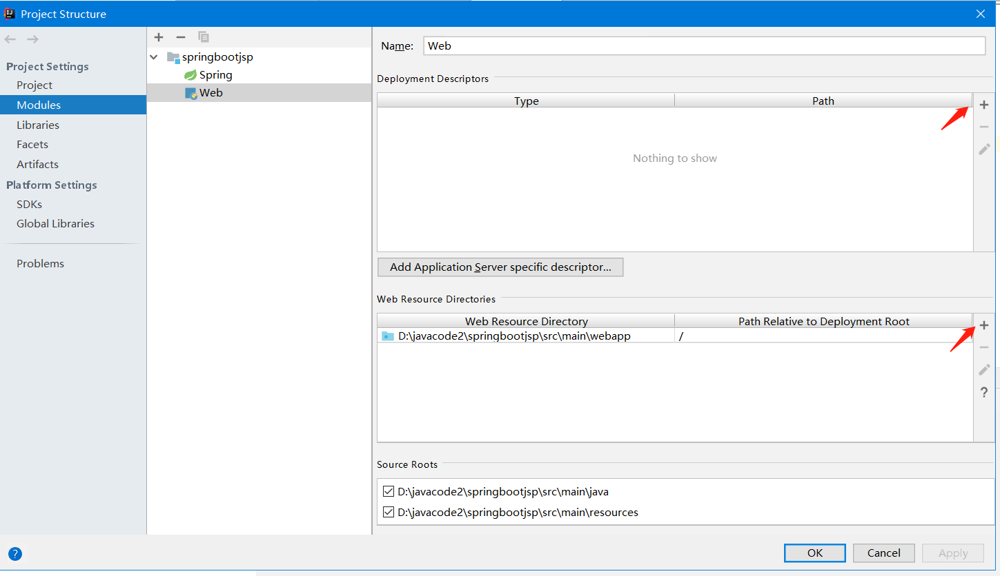 Project Structure
Project Settings
Project
Modules
Libraries
Facets
Artifacts
Platform Settings
SDKs
Global Libraries
Problems
springbootjsp
Spring
Web
Name: Web
Deployment Descriptors
Type Path
Nothing to show
Add Application Server specific descriptor...
Web Resource Directories
Web Resource Directory Path Relative to Deployment Root
D:\javacode2\springbootjsp\src\main\webapp /
Source Roots
D:\javacode2\springbootjsp\src\main\java
D:\javacode2\springbootjsp\src\main\resources
OK Cancel Apply